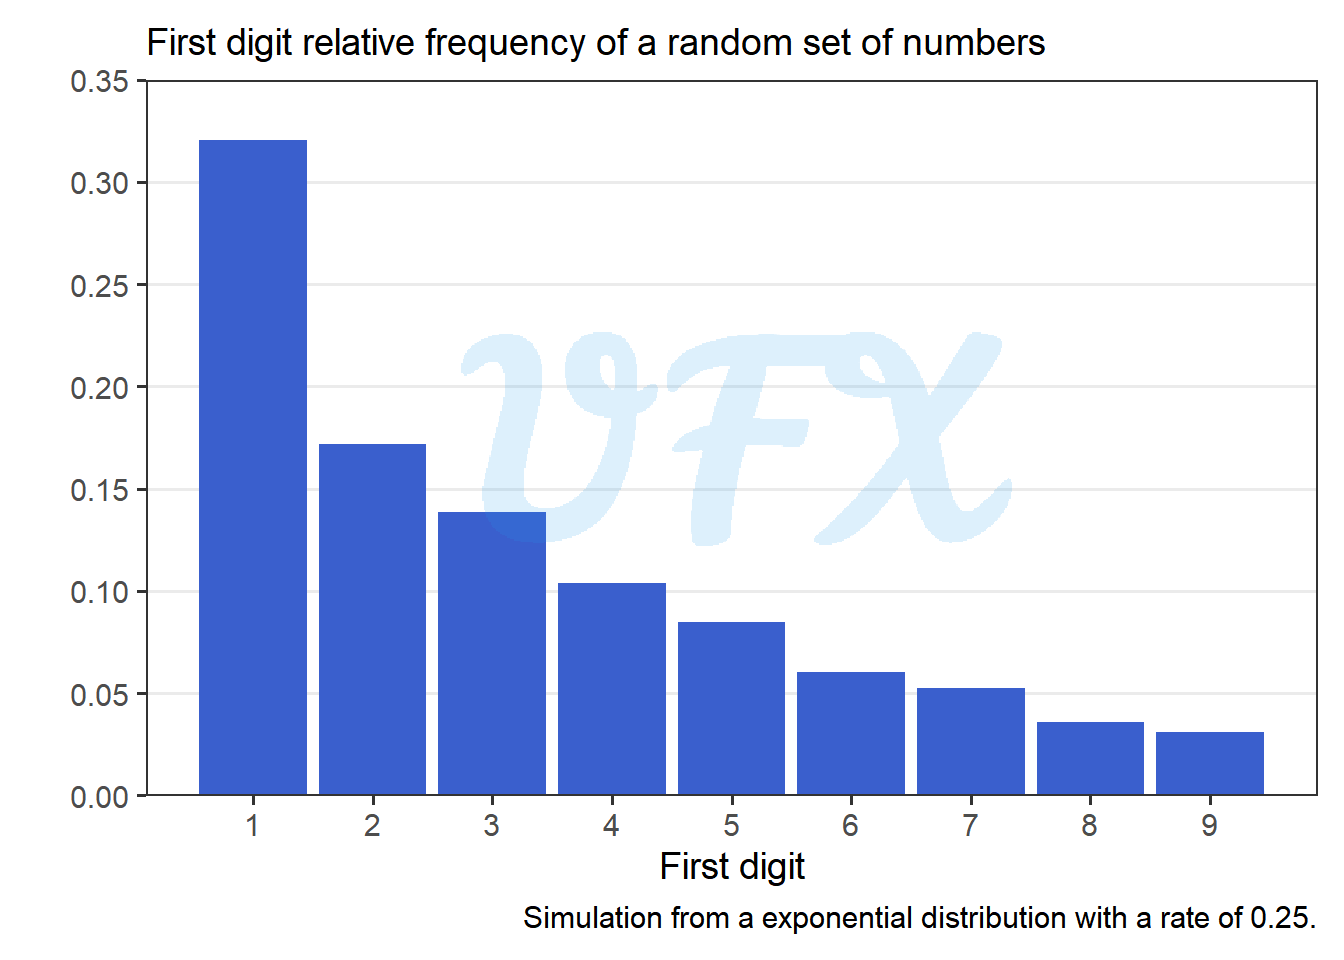 First digit relative frequency of a random set of numbers
0.35
0.30
0.25
0.20
0.15
0.10
0.05
0.00
VFX
1 2 3 4 5 6 7 8 9
First digit
Simulation from a exponential distribution with a rate of 0.25.